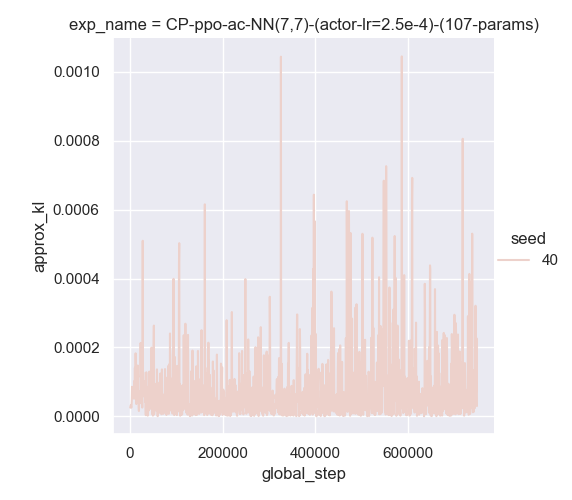 exp_name = CP-ppo-ac-NN(7,7)-(actor-lr=2.5e-4)-(107-params)
0.0010
0.0008
0.0006
0.0004
0.0002
0.0000
approx_kl
0
200000
400000
600000
global_step
seed
40